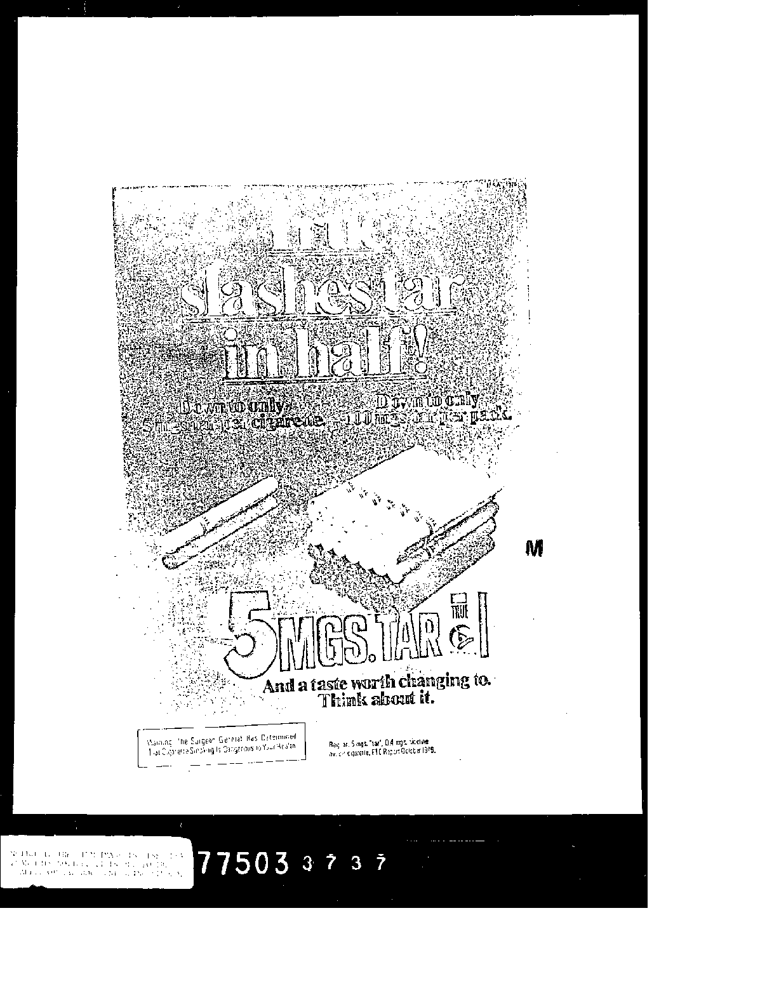 True
slashes tar
in half!
Down to only
5 mgs. tar per cigarette.
Down to only
100 mgs. tar per pack.
M
5 MGS. TAR
TRUE
And a taste worth changing to.
Think about it.
Warning: The Surgeon General Has Determined
That Cigarette Smoking Is Dangerous to Your Health.
Regular: 5 mgs. "tar", 0.4 mgs. nicotine
av. per cigarette, FTC Report October 1979.
77503 3737